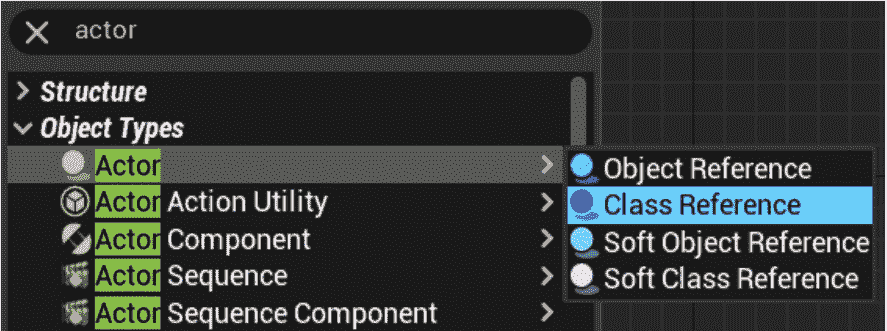 actor
Structure
Object Types
Actor
Actor Action Utility
Actor Component
Actor Sequence
Actor Sequence Component
Object Reference
Class Reference
Soft Object Reference
Soft Class Reference